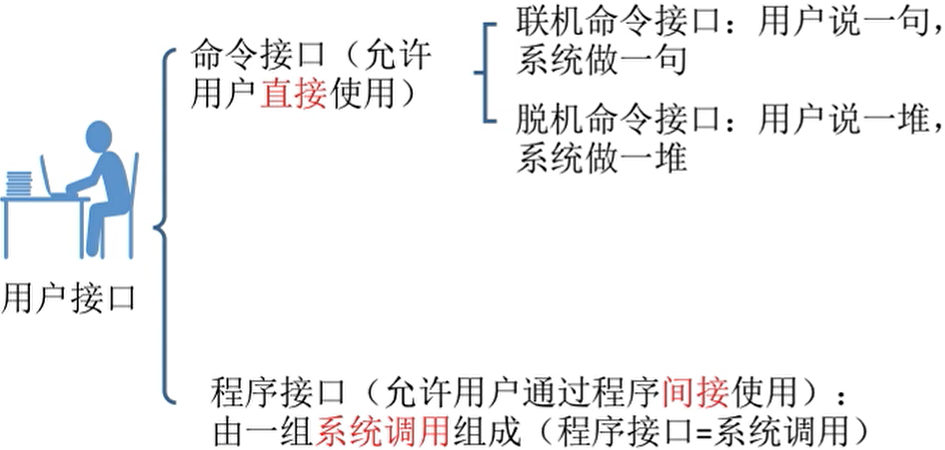 命令接口（允许
用户直接使用）
联机命令接口：用户说一句，
系统做一句
脱机命令接口：用户说一堆，
系统做一堆
用户接口
程序接口（允许用户通过程序间接使用）：
由一组系统调用组成（程序接口=系统调用）